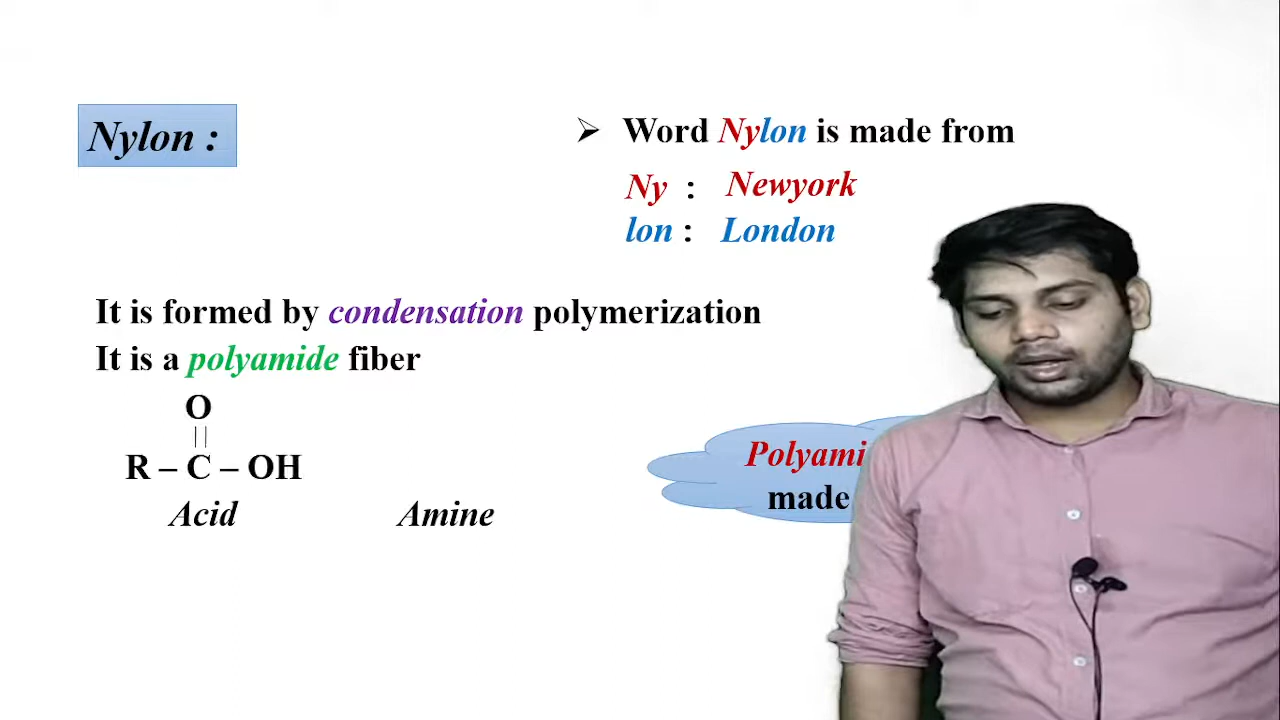 Nylon :
➢ Word Nylon is made from
Ny : Newyork
lon : London
It is formed by condensation polymerization
It is a polyamide fiber
O
||
R – C – OH
Acid Amine
made